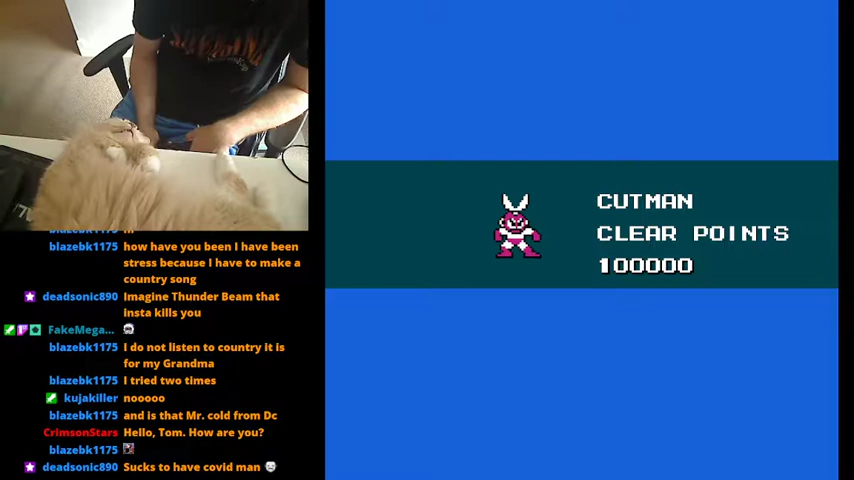 CUTMAN
CLEAR POINTS
100000
blazebk1175 how have you been I have been
stress because I have to make a
country song
deadsonic890 Imagine Thunder Beam that
insta kills you
FakeMega...
blazebk1175 I do not listen to country it is
for my Grandma
blazebk1175 I tried two times
kujakiller nooooo
blazebk1175 and is that Mr. cold from Dc
CrimsonStars Hello, Tom. How are you?
blazebk1175
deadsonic890 Sucks to have covid man